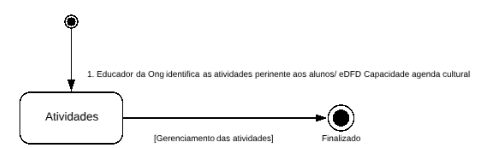 1. Educador da Ong identifica as atividades perinente aos alunos/ eDFD Capacidade agenda cultural
Atividades
[Gerenciamento das atividades]
Finalizado